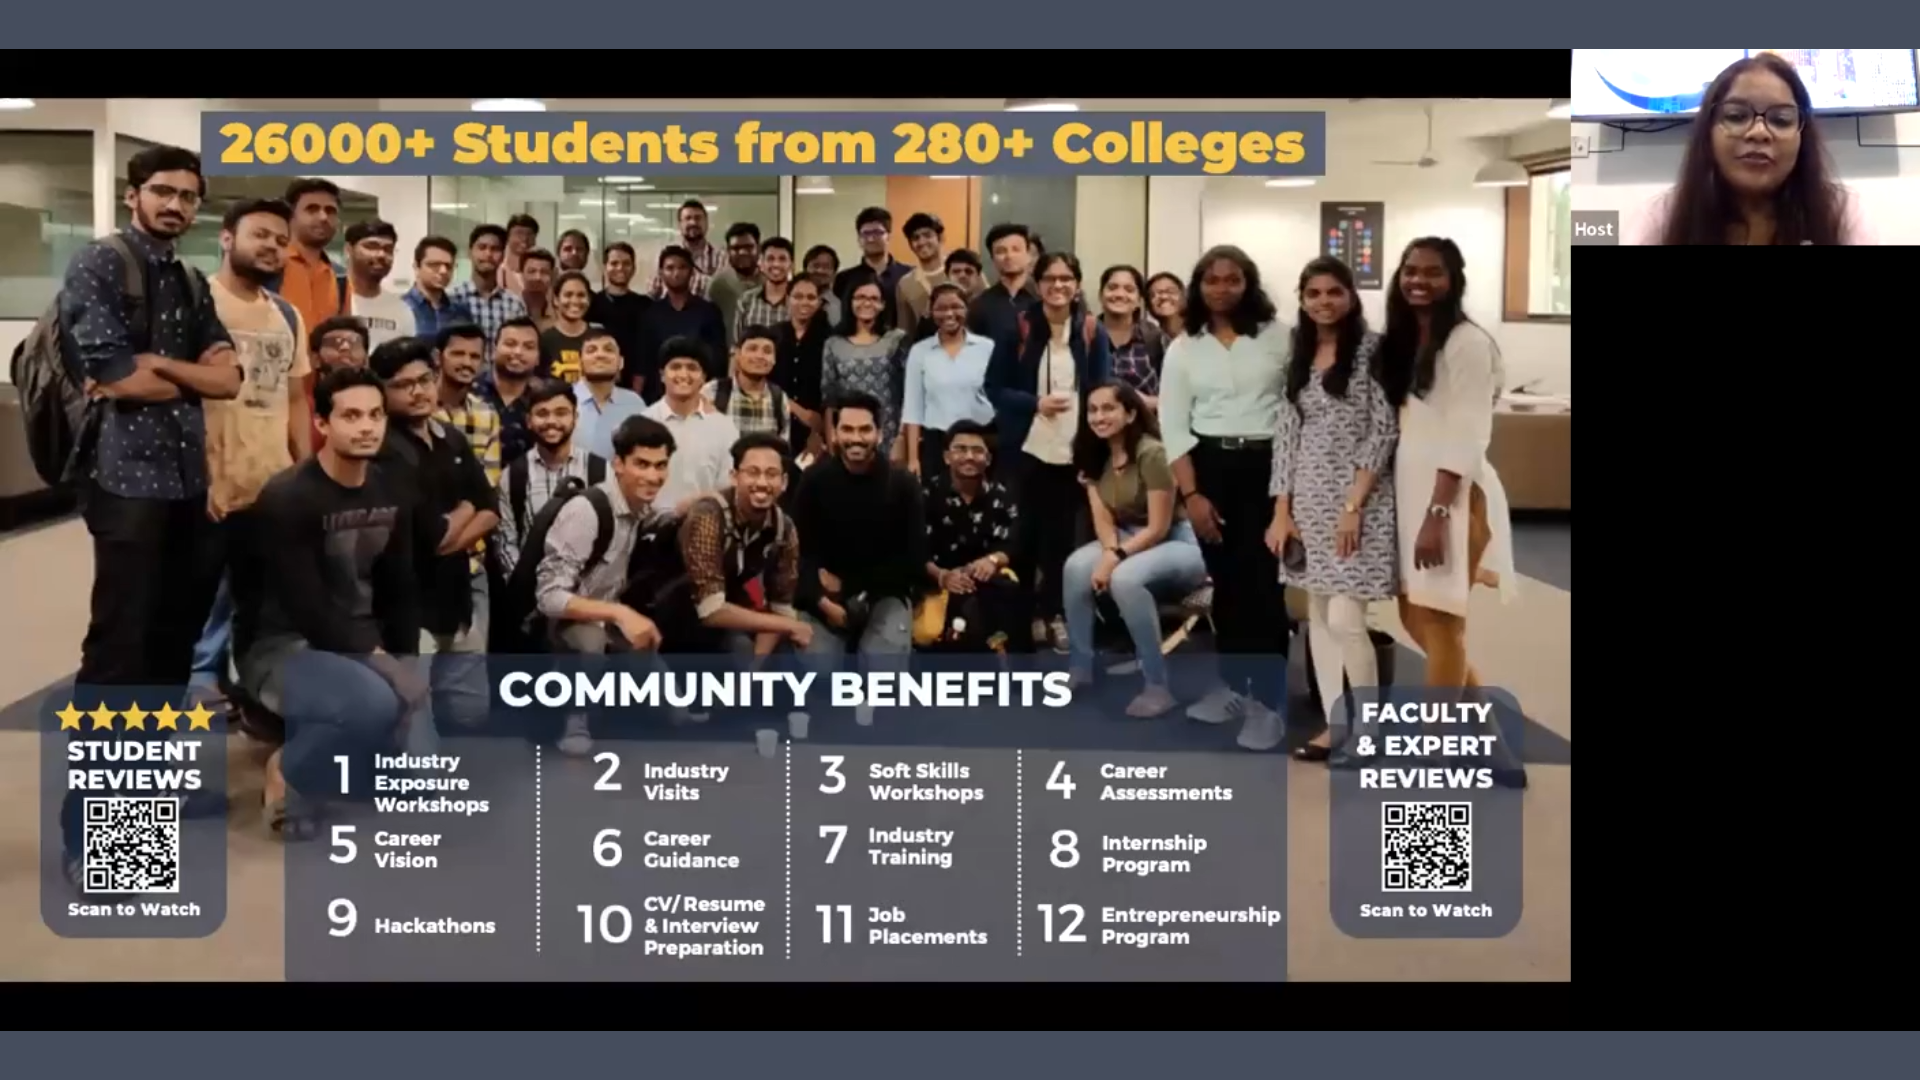 26000+ Students from 280+ Colleges
Host
COMMUNITY BENEFITS
1 Industry
Exposure
Workshops
2 Industry
Visits
3 Soft Skills
Workshops
4 Career
Assessments
5 Career
Vision
6 Career
Guidance
7 Industry
Training
8 Internship
Program
9 Hackathons
10 CV/Resume
& Interview
Preparation
11 Job
Placements
12 Entrepreneurship
Program
STUDENT
REVIEWS
Scan to Watch
FACULTY
& EXPERT
REVIEWS
Scan to Watch